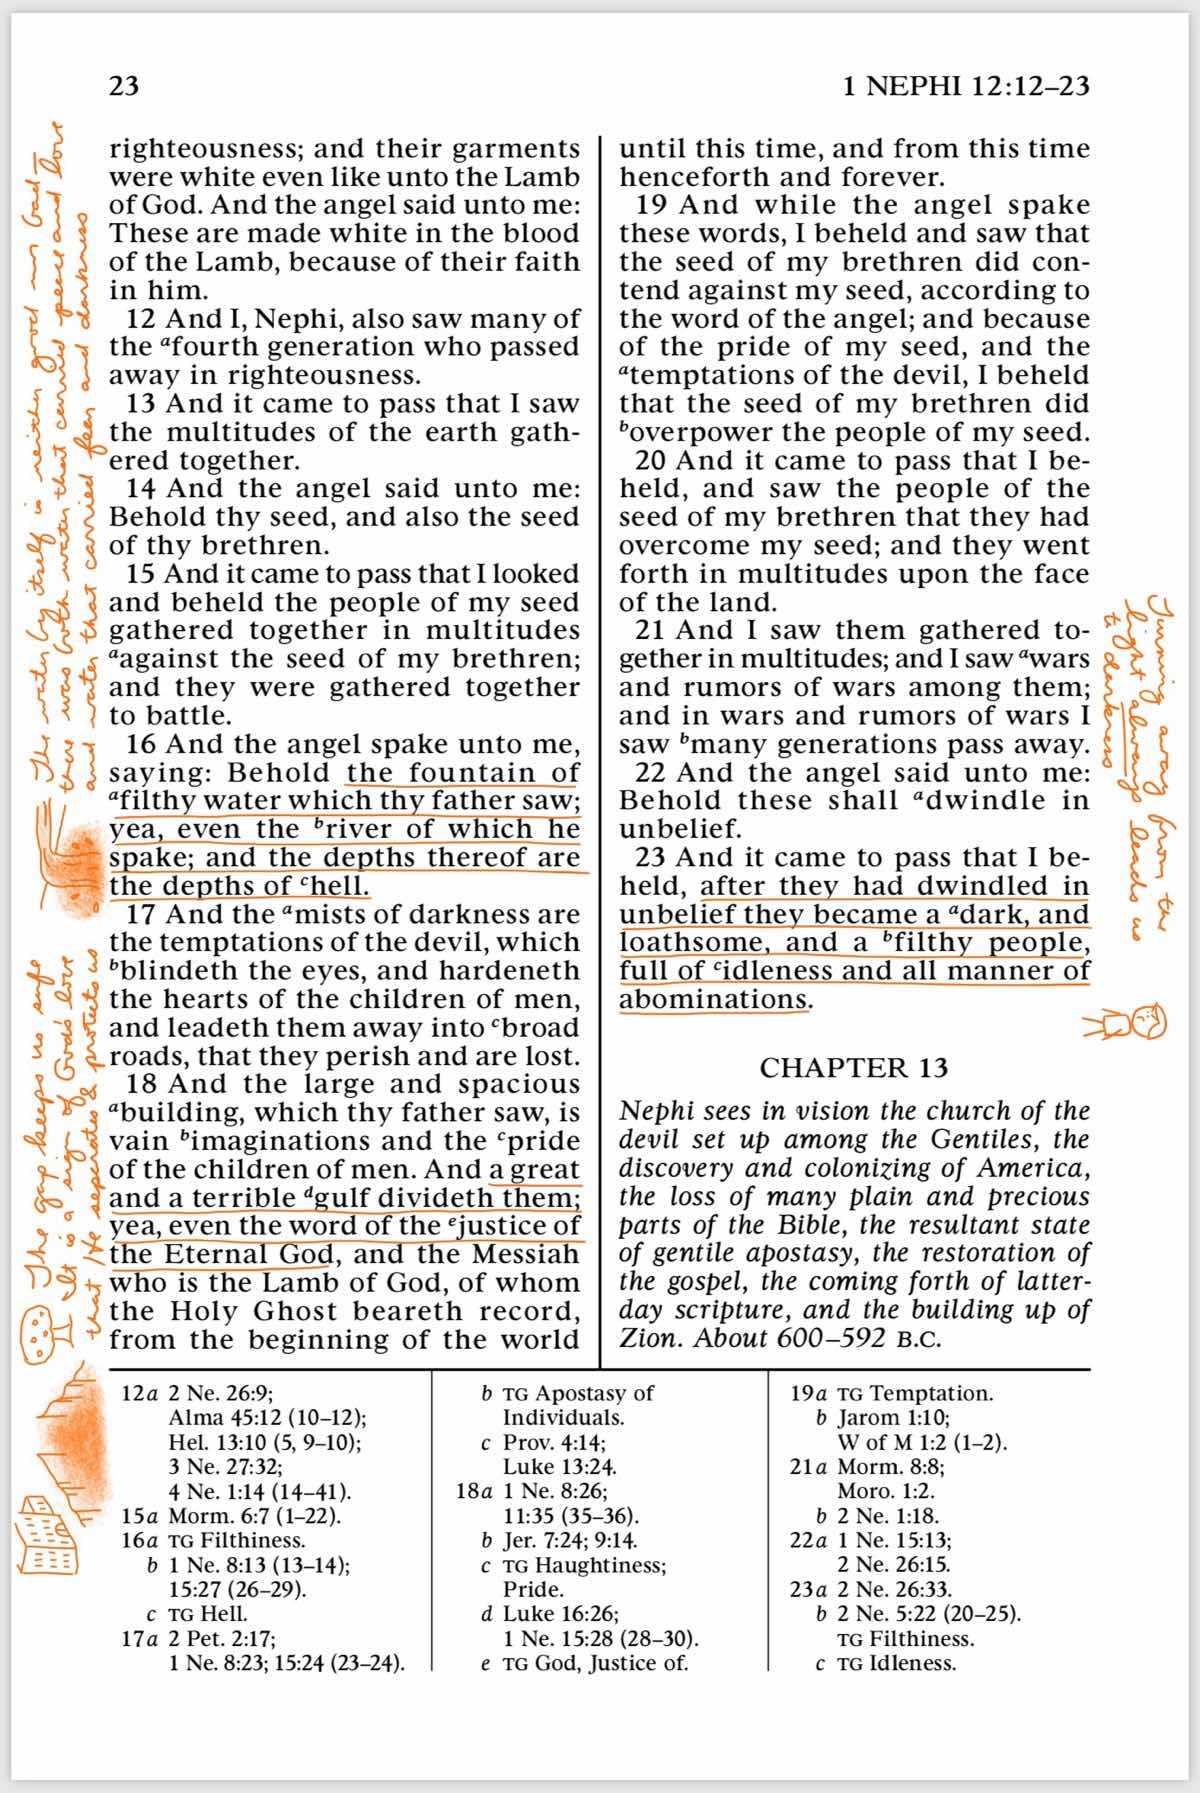 23
1 NEPHI 12:12–23
righteousness; and their garments
were white even like unto the Lamb
of God. And the angel said unto me:
These are made white in the blood
of the Lamb, because of their faith
in him.
12 And I, Nephi, also saw many of
the ᵃfourth generation who passed
away in righteousness.
13 And it came to pass that I saw
the multitudes of the earth gath-
ered together.
14 And the angel said unto me:
Behold thy seed, and also the seed
of thy brethren.
15 And it came to pass that I looked
and beheld the people of my seed
gathered together in multitudes
ᵃagainst the seed of my brethren;
and they were gathered together
to battle.
16 And the angel spake unto me,
saying: Behold the fountain of
ᵃfilthy water which thy father saw;
yea, even the ᵇriver of which he
spake; and the depths thereof are
the depths of ᶜhell.
17 And the ᵃmists of darkness are
the temptations of the devil, which
ᵇblindeth the eyes, and hardeneth
the hearts of the children of men,
and leadeth them away into ᶜbroad
roads, that they perish and are lost.
18 And the large and spacious
ᵃbuilding, which thy father saw, is
vain ᵇimaginations and the ᶜpride
of the children of men. And a great
and a terrible ᵈgulf divideth them;
yea, even the word of the ᵉjustice of
the Eternal God, and the Messiah
who is the Lamb of God, of whom
the Holy Ghost beareth record,
from the beginning of the world
until this time, and from this time
henceforth and forever.
19 And while the angel spake
these words, I beheld and saw that
the seed of my brethren did con-
tend against my seed, according to
the word of the angel; and because
of the pride of my seed, and the
ᵃtemptations of the devil, I beheld
that the seed of my brethren did
ᵇoverpower the people of my seed.
20 And it came to pass that I be-
held, and saw the people of the
seed of my brethren that they had
overcome my seed; and they went
forth in multitudes upon the face
of the land.
21 And I saw them gathered to-
gether in multitudes; and I saw ᵃwars
and rumors of wars among them;
and in wars and rumors of wars I
saw ᵇmany generations pass away.
22 And the angel said unto me:
Behold these shall ᵃdwindle in
unbelief.
23 And it came to pass that I be-
held, after they had dwindled in
unbelief they became a ᵃdark, and
loathsome, and a ᵇfilthy people,
full of ᶜidleness and all manner of
abominations.
CHAPTER 13
Nephi sees in vision the church of the
devil set up among the Gentiles, the
discovery and colonizing of America,
the loss of many plain and precious
parts of the Bible, the resultant state
of gentile apostasy, the restoration of
the gospel, the coming forth of latter-
day scripture, and the building up of
Zion. About 600–592 B.C.
12a 2 Ne. 26:9;
Alma 45:12 (10–12);
Hel. 13:10 (5, 9–10);
3 Ne. 27:32;
4 Ne. 1:14 (14–41).
15a Morm. 6:7 (1–22).
16a TG Filthiness.
b 1 Ne. 8:13 (13–14);
15:27 (26–29).
c TG Hell.
17a 2 Pet. 2:17;
1 Ne. 8:23; 15:24 (23–24).
b TG Apostasy of
Individuals.
c Prov. 4:14;
Luke 13:24.
18a 1 Ne. 8:26;
11:35 (35–36).
b Jer. 7:24; 9:14.
c TG Haughtiness;
Pride.
d Luke 16:26;
1 Ne. 15:28 (28–30).
e TG God, Justice of.
19a TG Temptation.
b Jarom 1:10;
W of M 1:2 (1–2).
21a Morm. 8:8;
Moro. 1:2.
b 2 Ne. 1:18.
22a 1 Ne. 15:13;
2 Ne. 26:15.
23a 2 Ne. 26:33.
b 2 Ne. 5:22 (20–25).
TG Filthiness.
c TG Idleness.
The water by itself is neither good nor bad –
there was both water that carried peace and love
and water that carried fear and darkness
The gap keeps us safe
It is a sign of God's love
that He separates & protects us
Turning away from the
light always leads us
to darkness